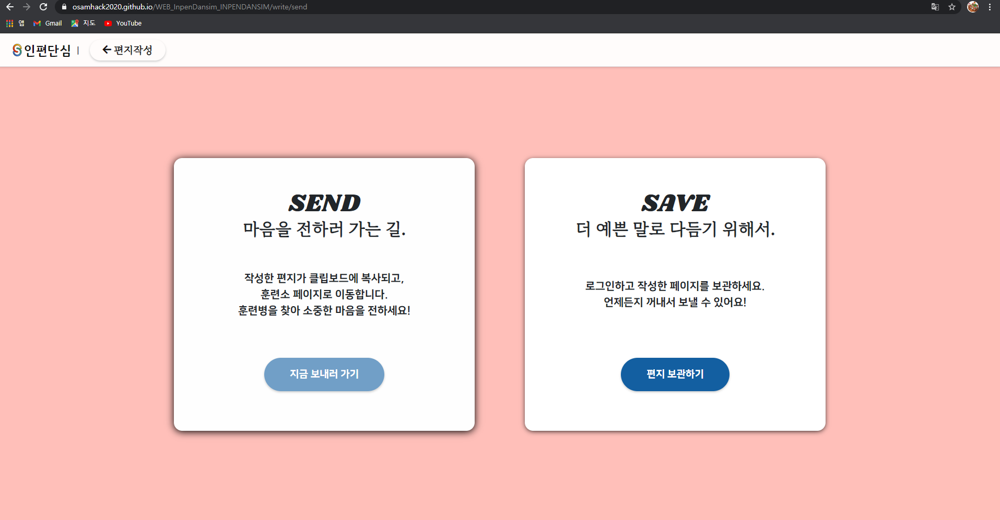 osamhack2020.github.io/WEB_InpenDansim_INPENDANSIM/write/send
앱 Gmail 지도 YouTube
인편단심 | 편지작성
SEND
마음을 전하러 가는 길.
작성한 편지가 클립보드에 복사되고,
훈련소 페이지로 이동합니다.
훈련병을 찾아 소중한 마음을 전하세요!
지금 보내러 가기
SAVE
더 예쁜 말로 다듬기 위해서.
로그인하고 작성한 페이지를 보관하세요.
언제든지 꺼내서 보낼 수 있어요!
편지 보관하기